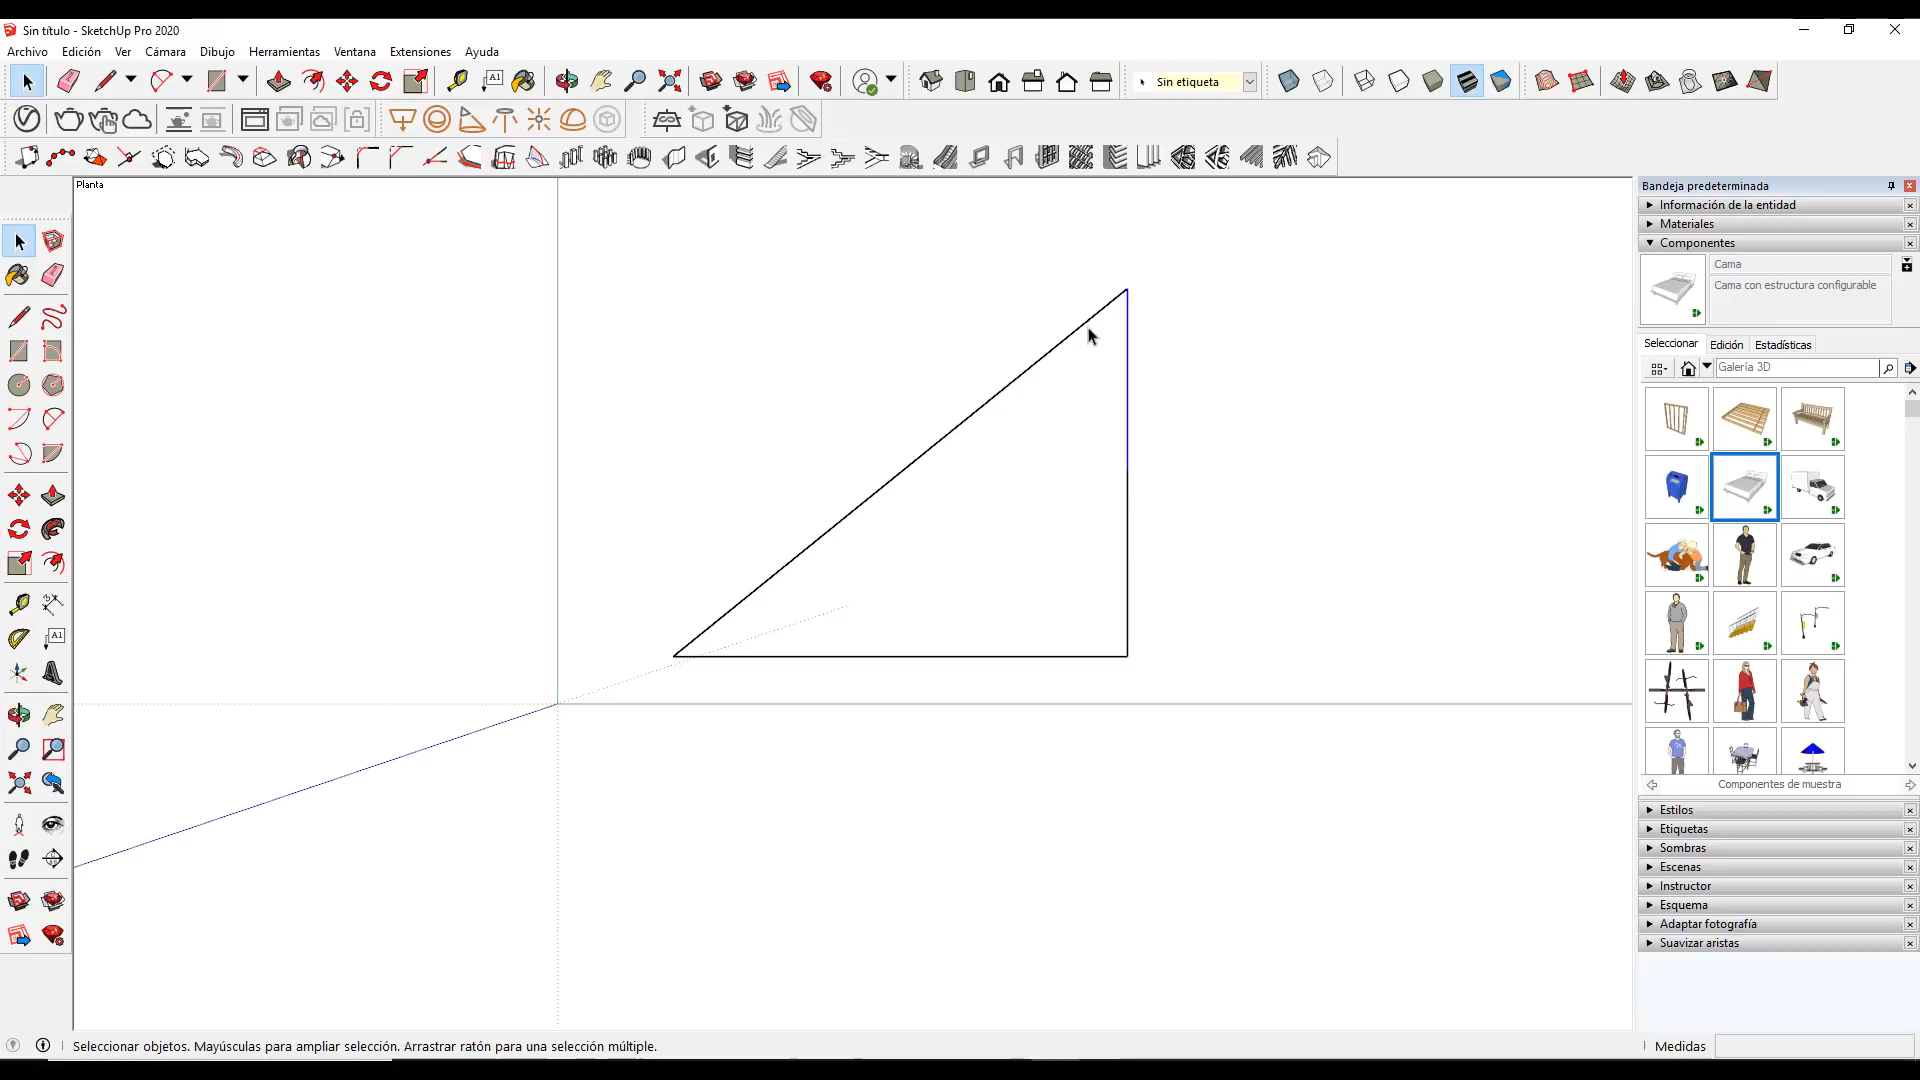 Sin título - SketchUp Pro 2020
Archivo Edición Ver Cámara Dibujo Herramientas Ventana Extensiones Ayuda
A1
Sin etiqueta
Planta
A1
Bandeja predeterminada
Información de la entidad
Materiales
Componentes
Cama
Cama con estructura configurable
Seleccionar Edición Estadísticas
Galería 3D
Componentes de muestra
Estilos
Etiquetas
Sombras
Escenas
Instructor
Esquema
Adaptar fotografía
Suavizar aristas
Seleccionar objetos. Mayúsculas para ampliar selección. Arrastrar ratón para una selección múltiple.
Medidas